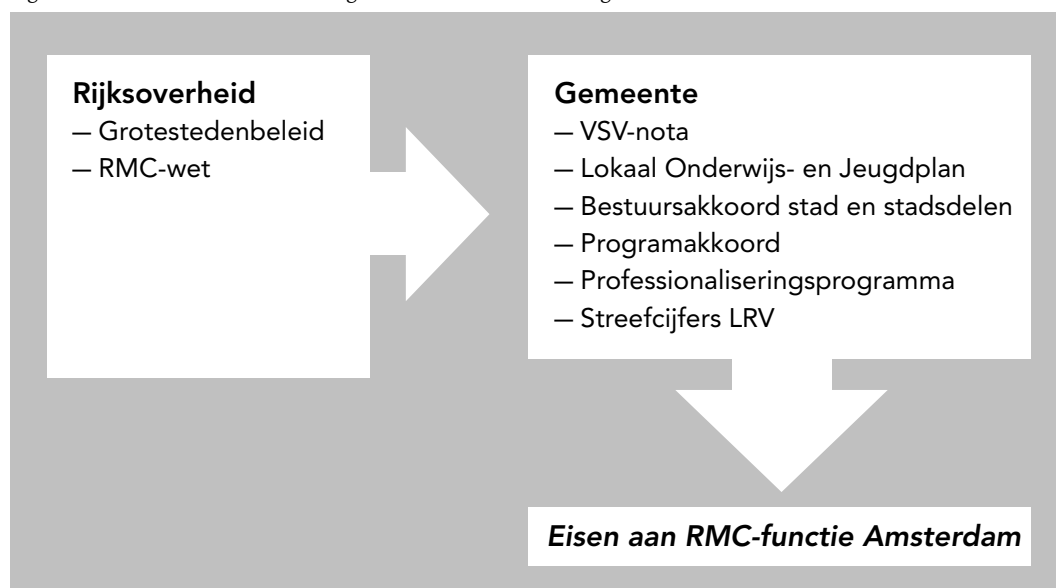 Rijksoverheid
— Grotestedenbeleid
— RMC-wet
Gemeente
— VSV-nota
— Lokaal Onderwijs- en Jeugdplan
— Bestuursakkoord stad en stadsdelen
— Programakkoord
— Professionaliseringsprogramma
— Streefcijfers LRV
Eisen aan RMC-functie Amsterdam